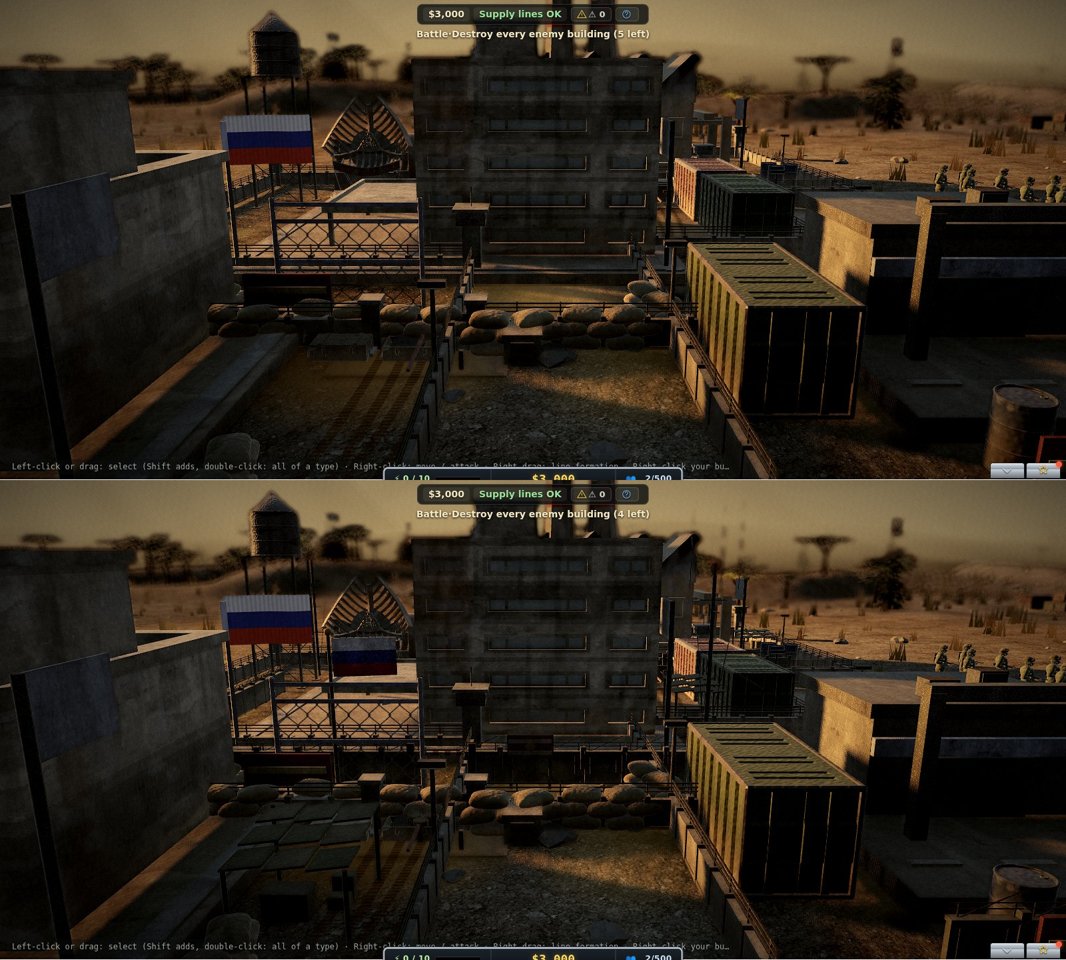 $3,000 Supply lines OK ⚠ ⚠ 0 ?
Battle·Destroy every enemy building (5 left)
Left-click or drag: select (Shift adds, double-click: all of a type) · Right-click: move / attack · Right-drag: line formation · Right-click your bu…
⚡ 0 / 10 $3,000 2/500
$3,000 Supply lines OK ⚠ ⚠ 0 ?
Battle·Destroy every enemy building (4 left)
Left-click or drag: select (Shift adds, double-click: all of a type) · Right-click: move / attack · Right-drag: line formation · Right-click your bu…
⚡ 0 / 10 $3,000 2/500